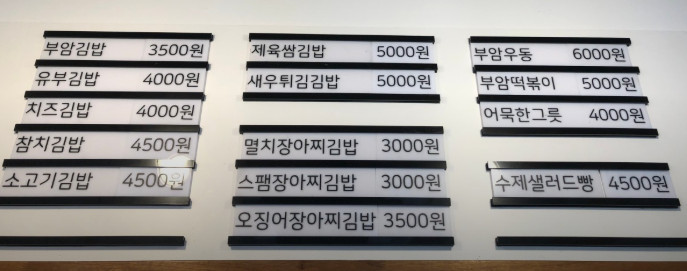 부암김밥 3500원
유부김밥 4000원
치즈김밥 4000원
참치김밥 4500원
소고기김밥 4500원
제육쌈김밥 5000원
새우튀김김밥 5000원
멸치장아찌김밥 3000원
스팸장아찌김밥 3000원
오징어장아찌김밥 3500원
부암우동 6000원
부암떡볶이 5000원
어묵한그릇 4000원
수제샐러드빵 4500원